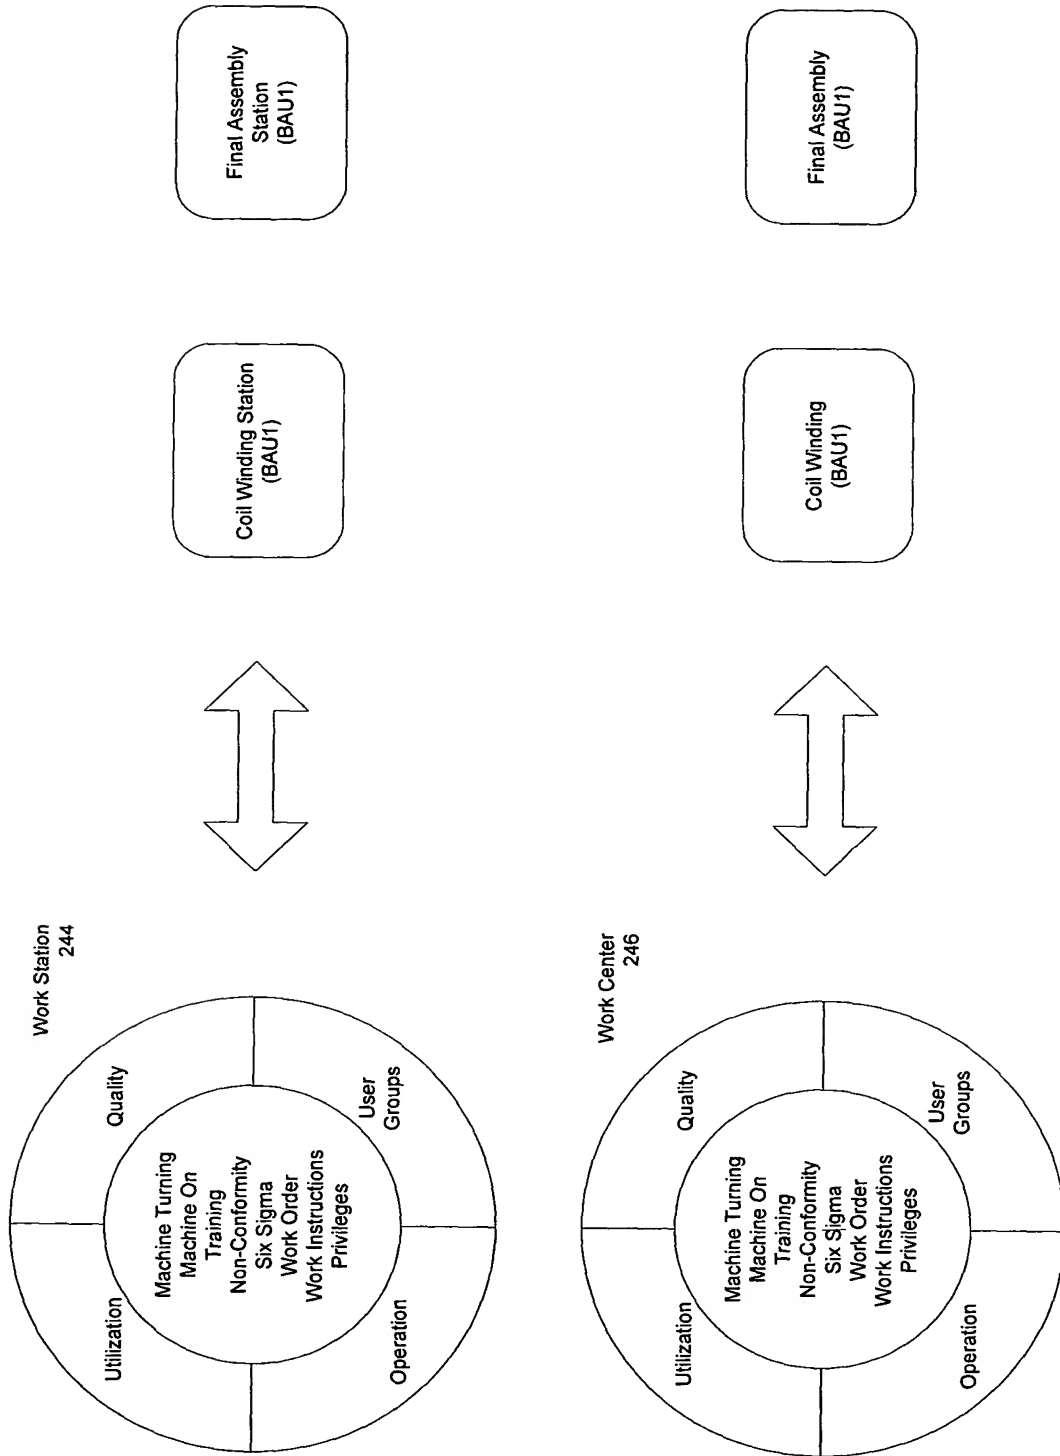 Work Station
244
Utilization
Quality
Machine Turning
Machine On
Training
Non-Conformity
Six Sigma
Work Order
Work Instructions
Privileges
Operation
User
Groups
Coil Winding Station
(BAU1)
Final Assembly
Station
(BAU1)
Work Center
246
Utilization
Quality
Machine Turning
Machine On
Training
Non-Conformity
Six Sigma
Work Order
Work Instructions
Privileges
Operation
User
Groups
Coil Winding
(BAU1)
Final Assembly
(BAU1)